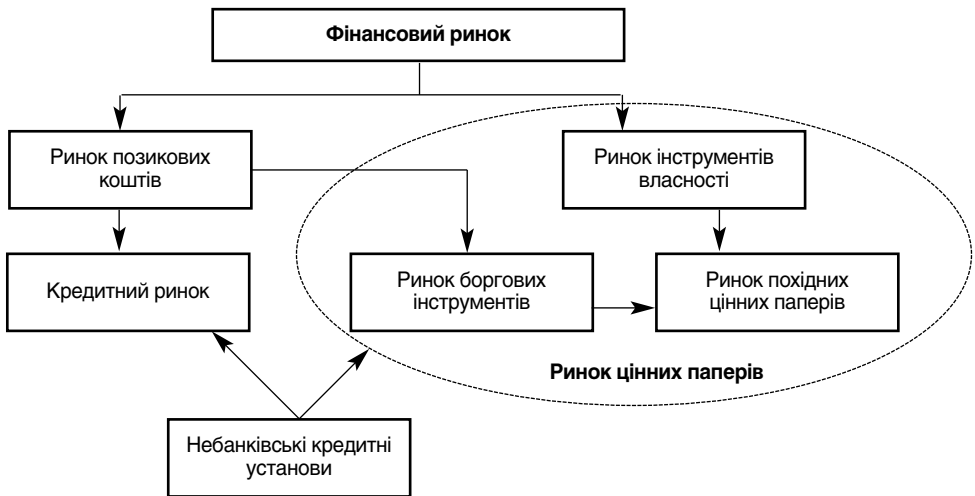 Фінансовий ринок
Ринок позикових
коштів
Ринок інструментів
власності
Кредитний ринок
Ринок боргових
інструментів
Ринок похідних
цінних паперів
Ринок цінних паперів
Небанківські кредитні
установи